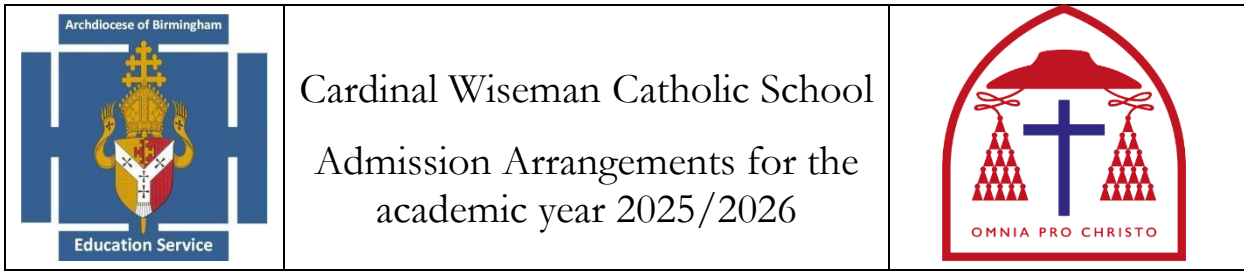 Archdiocese of Birmingham
Education Service
Cardinal Wiseman Catholic School
Admission Arrangements for the
academic year 2025/2026
OMNIA PRO CHRISTO